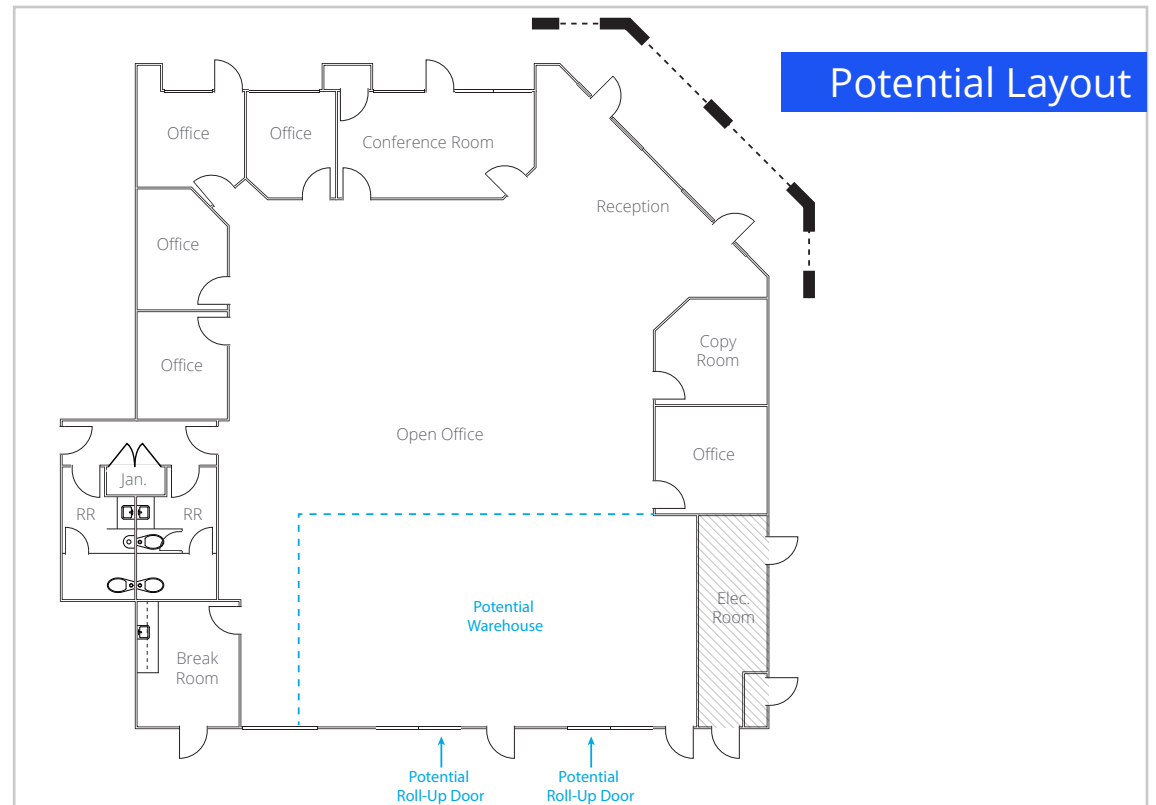 Potential Layout
Office
Office
Conference Room
Reception
Office
Copy
Room
Office
Open Office
Office
Jan.
RR
RR
Elec.
Room
Potential
Warehouse
Break
Room
Potential
Roll-Up Door
Potential
Roll-Up Door